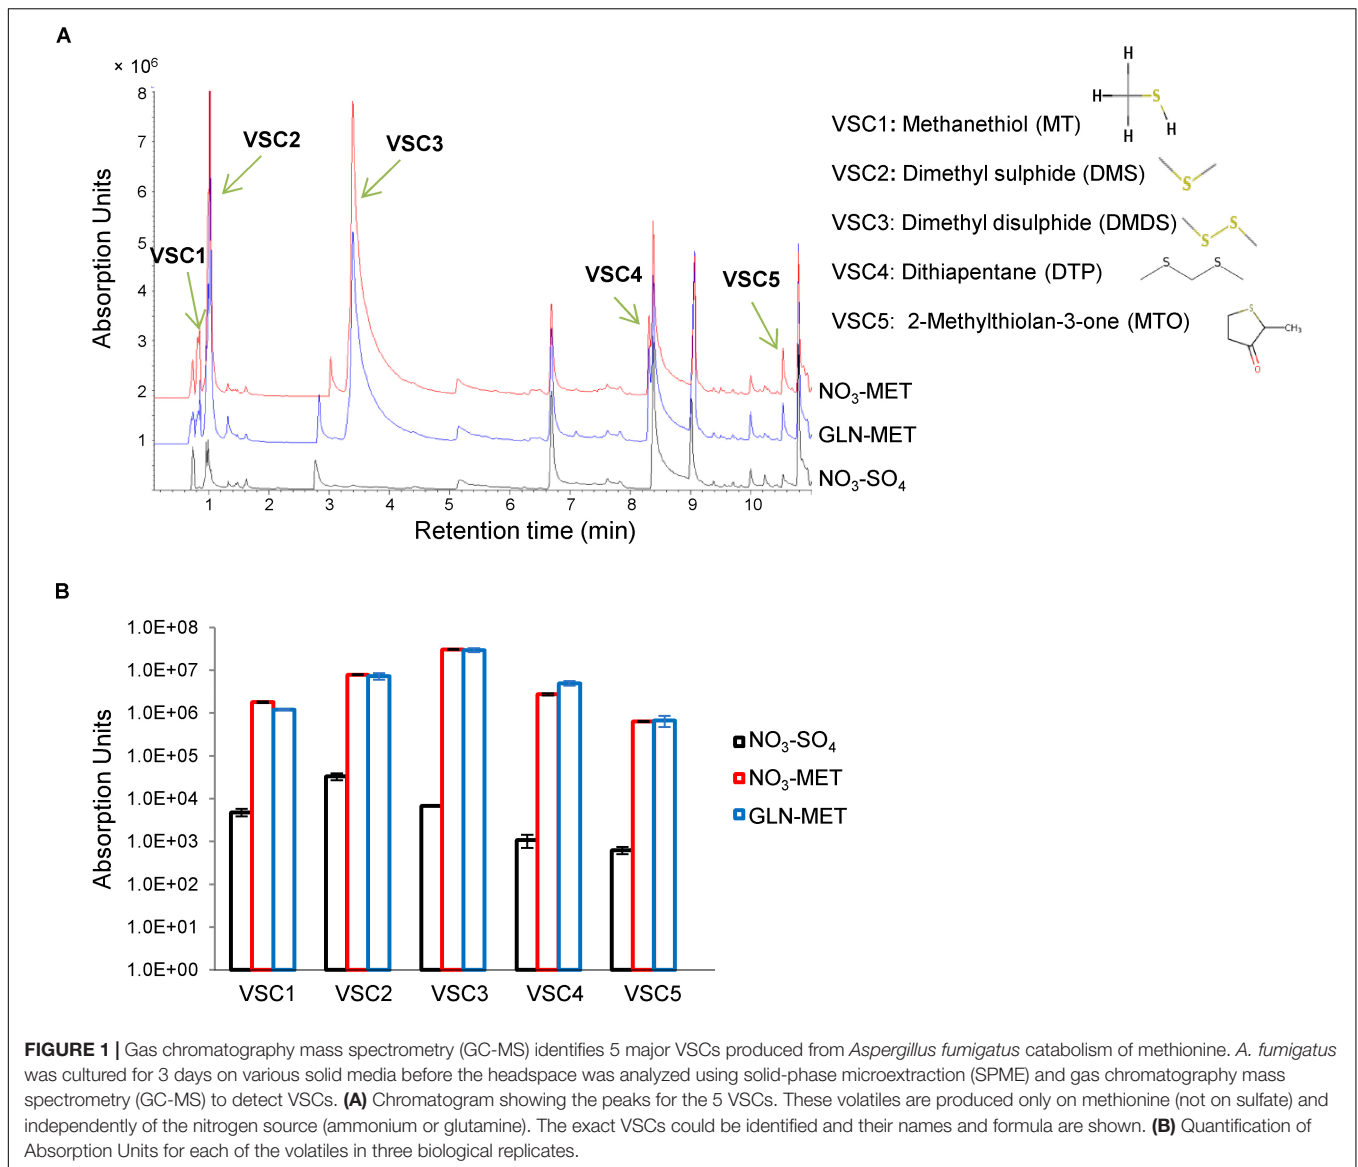 A
× 10⁶
8
7
6
5
4
3
2
1
Absorption Units
VSC1
VSC2
VSC3
VSC4
VSC5
NO₃-MET
GLN-MET
NO₃-SO₄
1 2 3 4 5 6 7 8 9 10
Retention time (min)
H
H S
H H
VSC1: Methanethiol (MT)
VSC2: Dimethyl sulphide (DMS)
S
VSC3: Dimethyl disulphide (DMDS)
S S
VSC4: Dithiapentane (DTP)
S S
VSC5: 2-Methylthiolan-3-one (MTO)
S
CH₃
O
B
1.0E+08
1.0E+07
1.0E+06
1.0E+05
1.0E+04
1.0E+03
1.0E+02
1.0E+01
1.0E+00
Absorption Units
VSC1 VSC2 VSC3 VSC4 VSC5
NO₃-SO₄
NO₃-MET
GLN-MET
FIGURE 1 | Gas chromatography mass spectrometry (GC-MS) identifies 5 major VSCs produced from Aspergillus fumigatus catabolism of methionine. A. fumigatus
was cultured for 3 days on various solid media before the headspace was analyzed using solid-phase microextraction (SPME) and gas chromatography mass
spectrometry (GC-MS) to detect VSCs. (A) Chromatogram showing the peaks for the 5 VSCs. These volatiles are produced only on methionine (not on sulfate) and
independently of the nitrogen source (ammonium or glutamine). The exact VSCs could be identified and their names and formula are shown. (B) Quantification of
Absorption Units for each of the volatiles in three biological replicates.